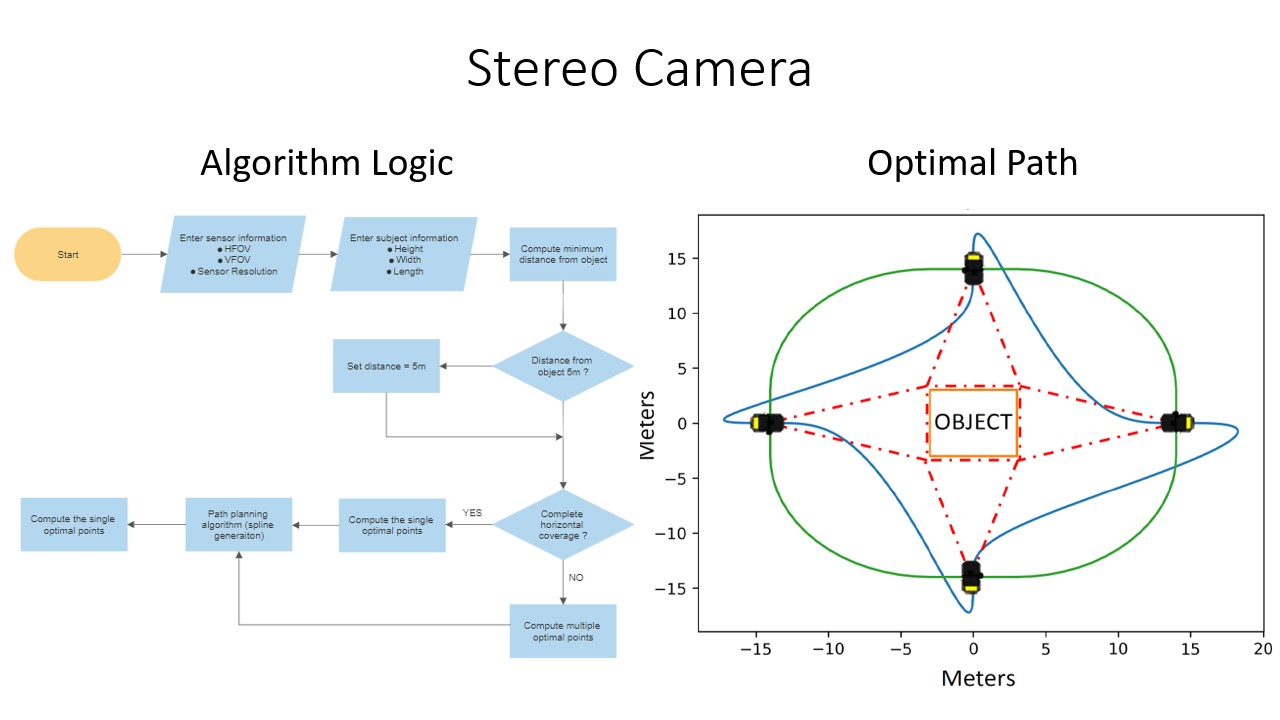 Stereo Camera
Algorithm Logic
Start
Enter sensor information
● HFOV
● VFOV
● Sensor Resolution
Enter subject information
● Height
● Width
● Length
Compute minimum
distance from object
Set distance = 5m
Distance from
object 5m ?
Compute the single
optimal points
Path planning
algorithm (spline
generaiton)
Compute the single
optimal points
YES
Complete
horizontal
coverage ?
NO
Compute multiple
optimal points
Optimal Path
Meters
15
10
5
0
−5
−10
−15
OBJECT
−15
−10
−5
0
5
10
15
20
Meters